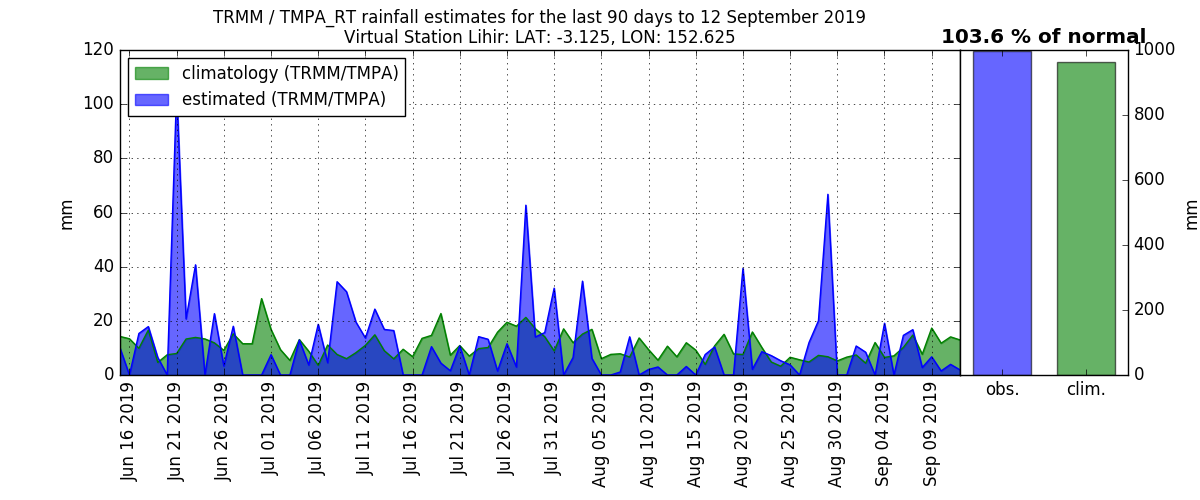 TRMM / TMPA_RT rainfall estimates for the last 90 days to 12 September 2019
Virtual Station Lihir: LAT: -3.125, LON: 152.625
103.6 % of normal
climatology (TRMM/TMPA)
estimated (TRMM/TMPA)
120
100
80
60
40
20
0
mm
Jun 16 2019
Jun 21 2019
Jun 26 2019
Jul 01 2019
Jul 06 2019
Jul 11 2019
Jul 16 2019
Jul 21 2019
Jul 26 2019
Jul 31 2019
Aug 05 2019
Aug 10 2019
Aug 15 2019
Aug 20 2019
Aug 25 2019
Aug 30 2019
Sep 04 2019
Sep 09 2019
obs.
clim.
1000
800
600
400
200
0
mm